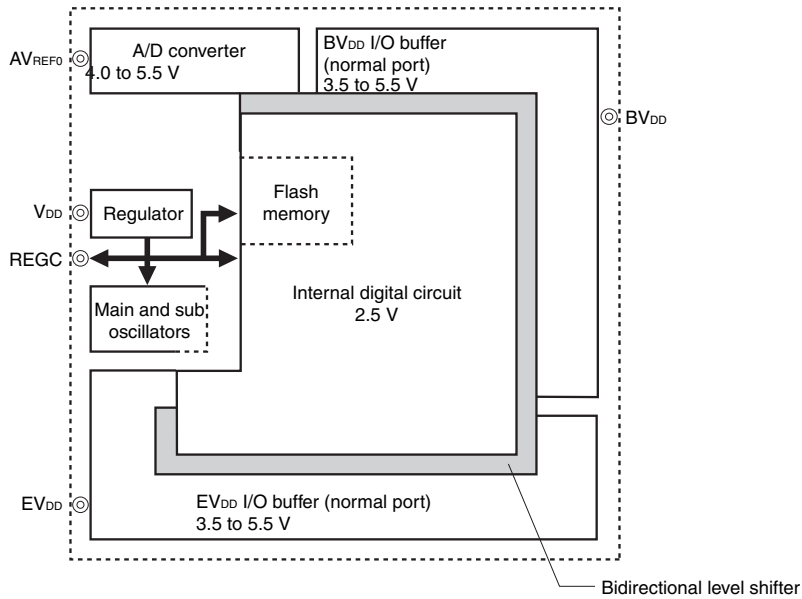 AVREF0
A/D converter
4.0 to 5.5 V
BVDD I/O buffer
(normal port)
3.5 to 5.5 V
BVDD
VDD
Regulator
Flash
memory
REGC
Main and sub
oscillators
Internal digital circuit
2.5 V
EVDD
EVDD I/O buffer (normal port)
3.5 to 5.5 V
Bidirectional level shifter